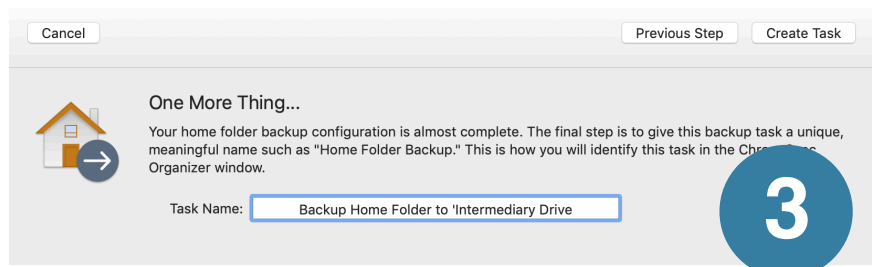 Cancel
Previous Step
Create Task
One More Thing...
Your home folder backup configuration is almost complete. The final step is to give this backup task a unique,
meaningful name such as "Home Folder Backup." This is how you will identify this task in the
Organizer window.
Task Name:
Backup Home Folder to 'Intermediary Drive
3